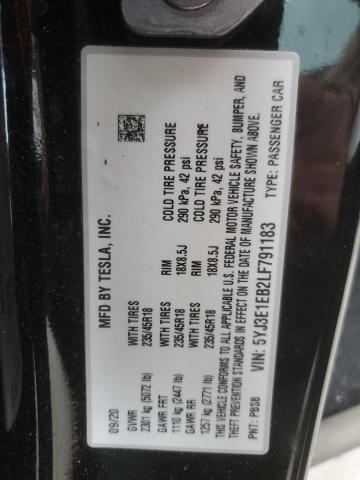 MFD BY TESLA, INC.
09/20
GVWR
2301 kg (5072 lb)
GAWR FRT WITH TIRES RIM COLD TIRE PRESSURE
1110 kg (2447 lb) 235/45R18 18X8.5J 290 kPa, 42 psi
GAWR RR WITH TIRES RIM COLD TIRE PRESSURE
1257 kg (2771 lb) 235/45R18 18X8.5J 290 kPa, 42 psi
THIS VEHICLE CONFORMS TO ALL APPLICABLE U.S. FEDERAL MOTOR VEHICLE SAFETY, BUMPER, AND
THEFT PREVENTION STANDARDS IN EFFECT ON THE DATE OF MANUFACTURE SHOWN ABOVE.
VIN: 5YJ3E1EB2LF791183
PNT: PBSB TYPE: PASSENGER CAR